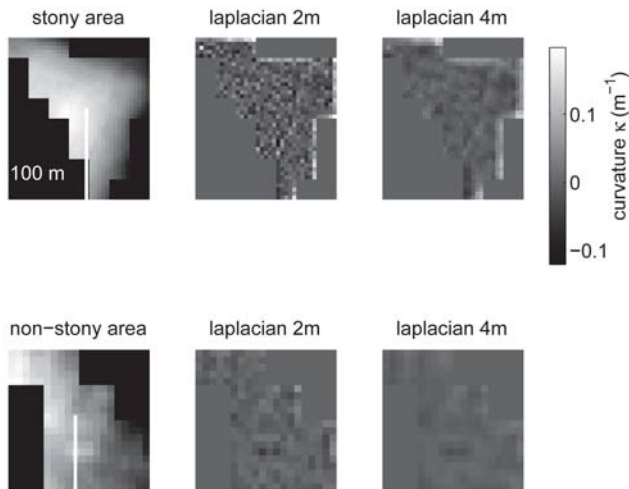 stony area
laplacian 2m
laplacian 4m
100 m
0.1
0
−0.1
curvature κ (m⁻¹)
non−stony area
laplacian 2m
laplacian 4m